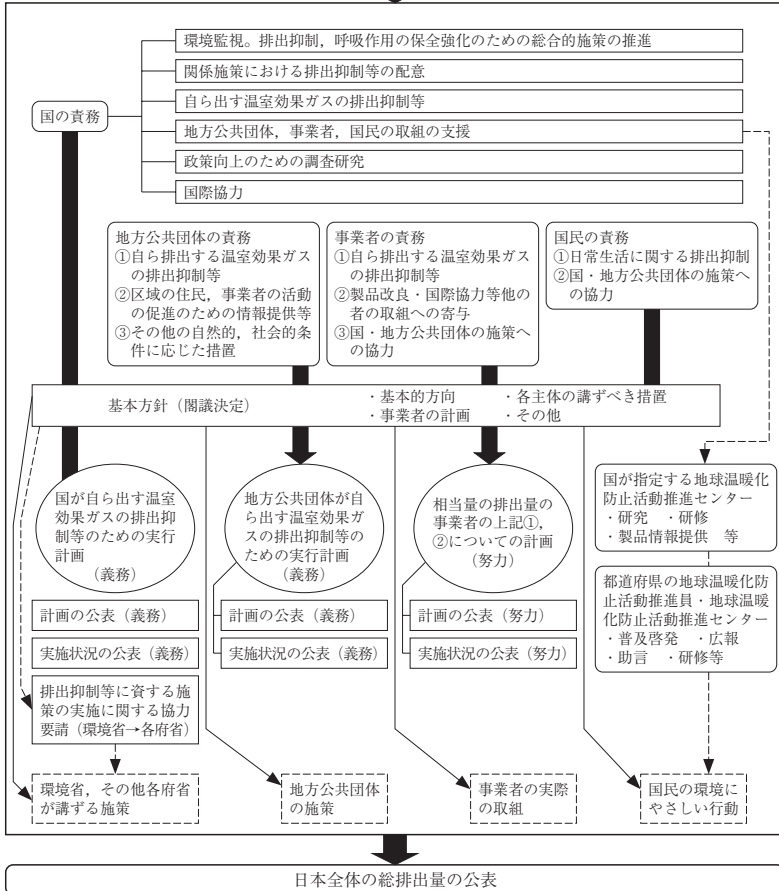 環境監視。排出抑制，呼吸作用の保全強化のための総合的施策の推進
関係施策における排出抑制等の配意
自ら出す温室効果ガスの排出抑制等
国の責務
地方公共団体，事業者，国民の取組の支援
政策向上のための調査研究
国際協力
地方公共団体の責務
①自ら排出する温室効果ガス
の排出抑制等
②区域の住民，事業者の活動
の促進のための情報提供等
③その他の自然的，社会的条
件に応じた措置
事業者の責務
①自ら排出する温室効果ガス
の排出抑制等
②製品改良・国際協力等他の
者の取組への寄与
③国・地方公共団体の施策へ
の協力
国民の責務
①日常生活に関する排出抑制
②国・地方公共団体の施策へ
の協力
基本方針（閣議決定）
・基本的方向
・各主体の講ずべき措置
・事業者の計画
・その他
国が自ら出す温室
効果ガスの排出抑
制等のための実行
計画
（義務）
地方公共団体が自
ら出す温室効果ガ
スの排出抑制等の
ための実行計画
（義務）
相当量の排出量の
事業者の上記①，
②についての計画
（努力）
国が指定する地球温暖化
防止活動推進センター
・研究　・研修
・製品情報提供　等
都道府県の地球温暖化防
止活動推進員・地球温暖
化防止活動推進センター
・普及啓発　・広報
・助言　・研修等
計画の公表（義務）
実施状況の公表（義務）
計画の公表（義務）
実施状況の公表（義務）
計画の公表（努力）
実施状況の公表（努力）
排出抑制等に資する施
策の実施に関する協力
要請（環境省→各府省）
環境省，その他各府省
が講ずる施策
地方公共団体
の施策
事業者の実際
の取組
国民の環境に
やさしい行動
日本全体の総排出量の公表